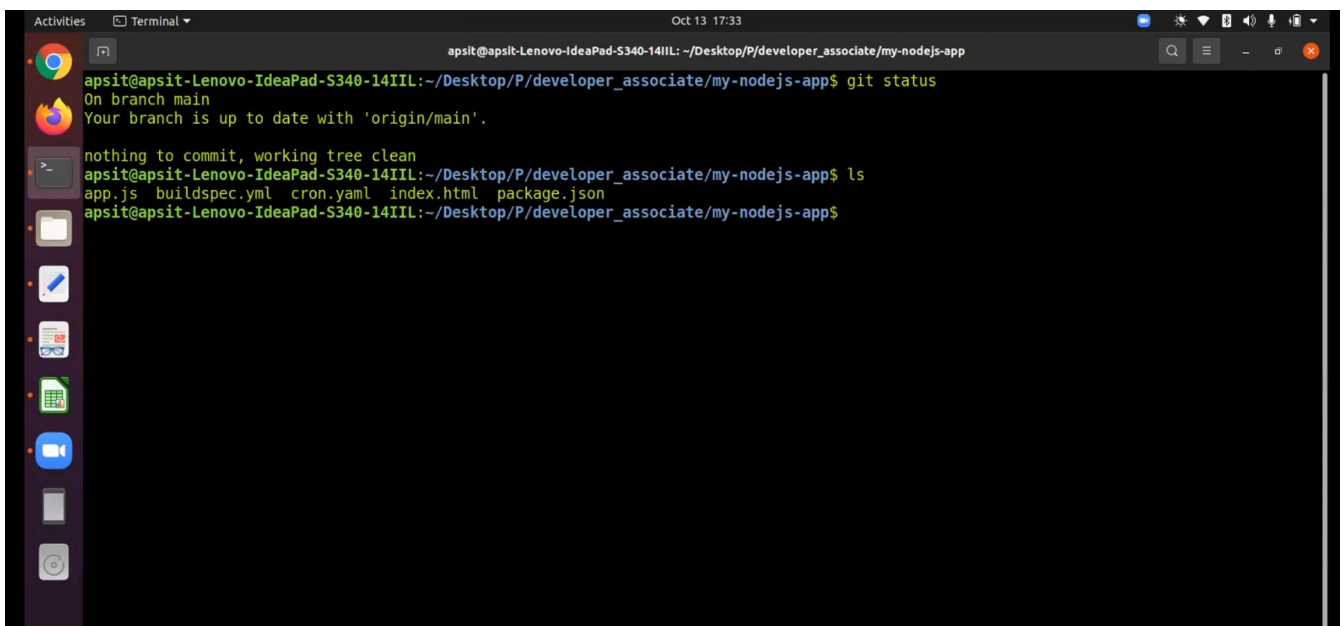 Activities Terminal Oct 13 17:33
apsit@apsit-Lenovo-IdeaPad-S340-14IIL: ~/Desktop/P/developer_associate/my-nodejs-app
apsit@apsit-Lenovo-IdeaPad-S340-14IIL:~/Desktop/P/developer_associate/my-nodejs-app$ git status
On branch main
Your branch is up to date with 'origin/main'.
nothing to commit, working tree clean
apsit@apsit-Lenovo-IdeaPad-S340-14IIL:~/Desktop/P/developer_associate/my-nodejs-app$ ls
app.js buildspec.yml cron.yaml index.html package.json
apsit@apsit-Lenovo-IdeaPad-S340-14IIL:~/Desktop/P/developer_associate/my-nodejs-app$